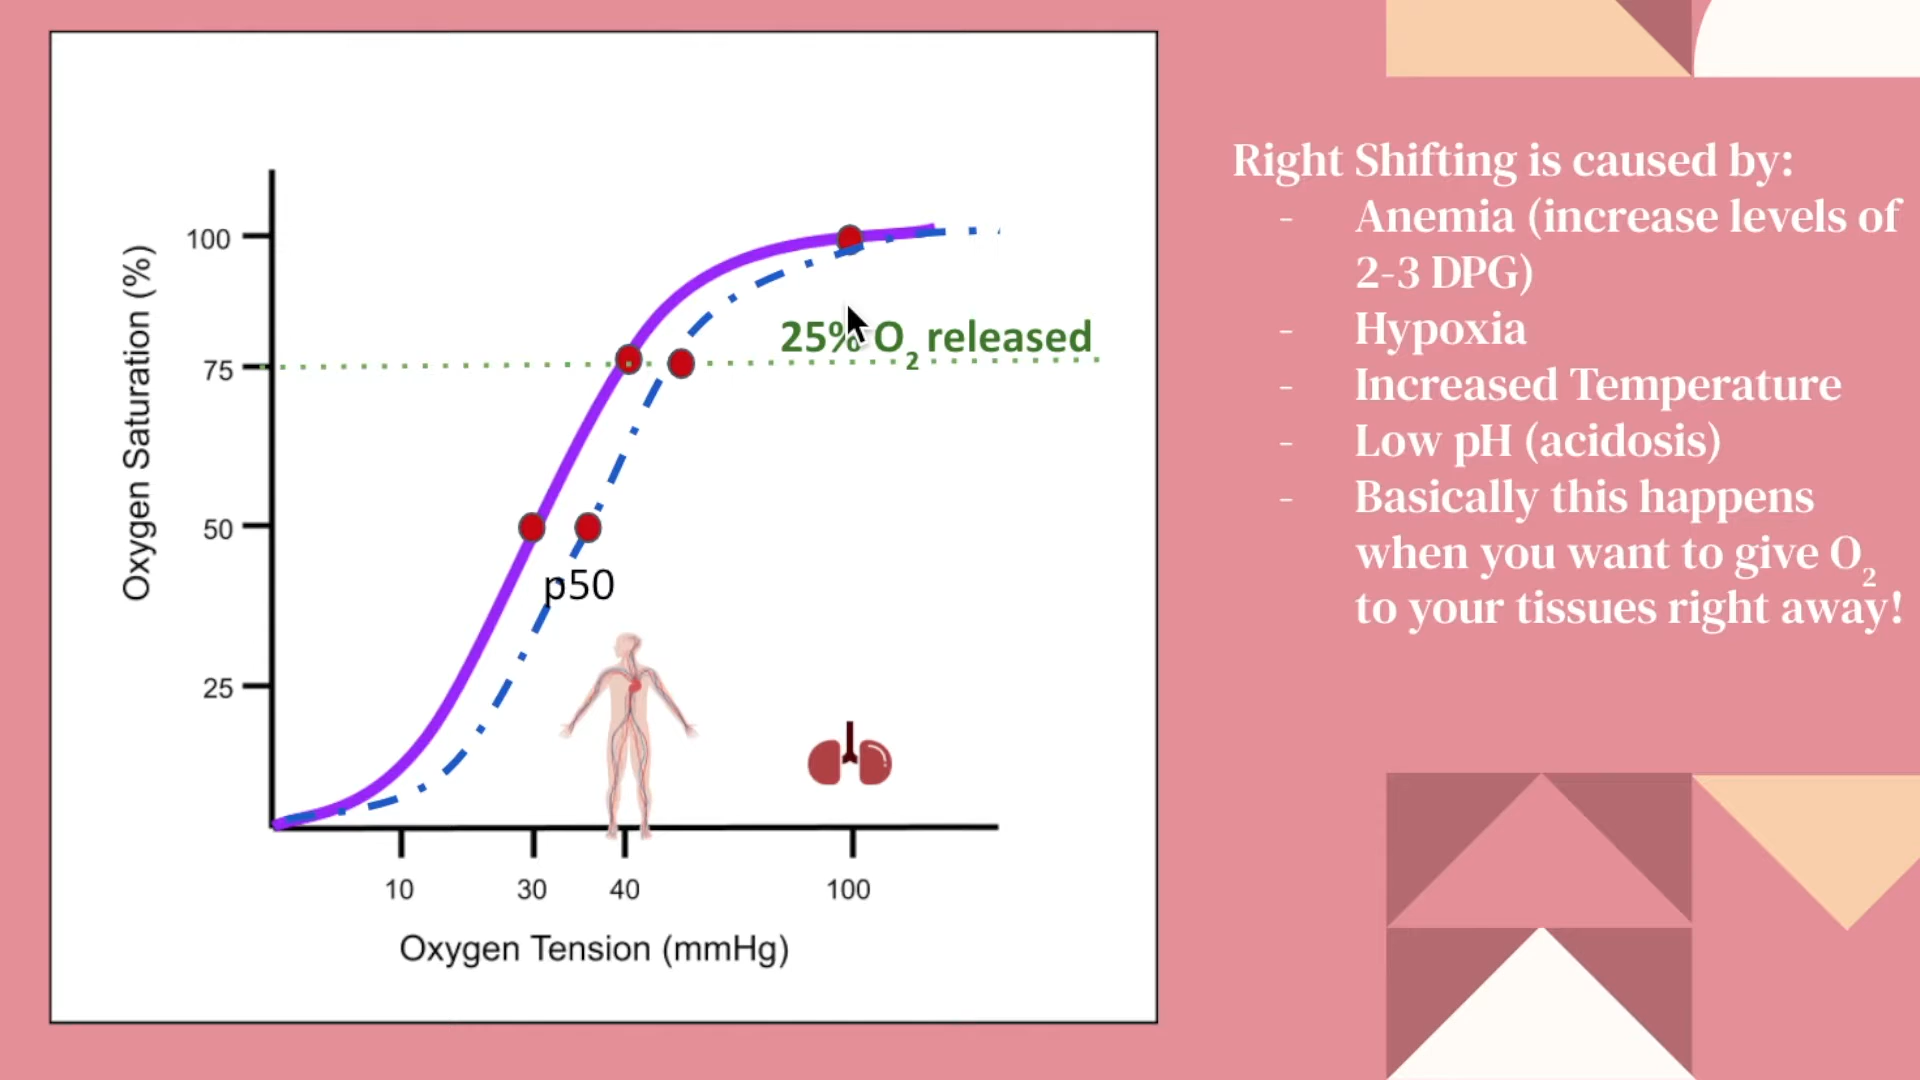 Right Shifting is caused by:
- Anemia (increase levels of
2-3 DPG)
- Hypoxia
- Increased Temperature
- Low pH (acidosis)
- Basically this happens
when you want to give O₂
to your tissues right away!
Oxygen Saturation (%)
100
75
50
25
25% O₂ released
p50
10 30 40 100
Oxygen Tension (mmHg)